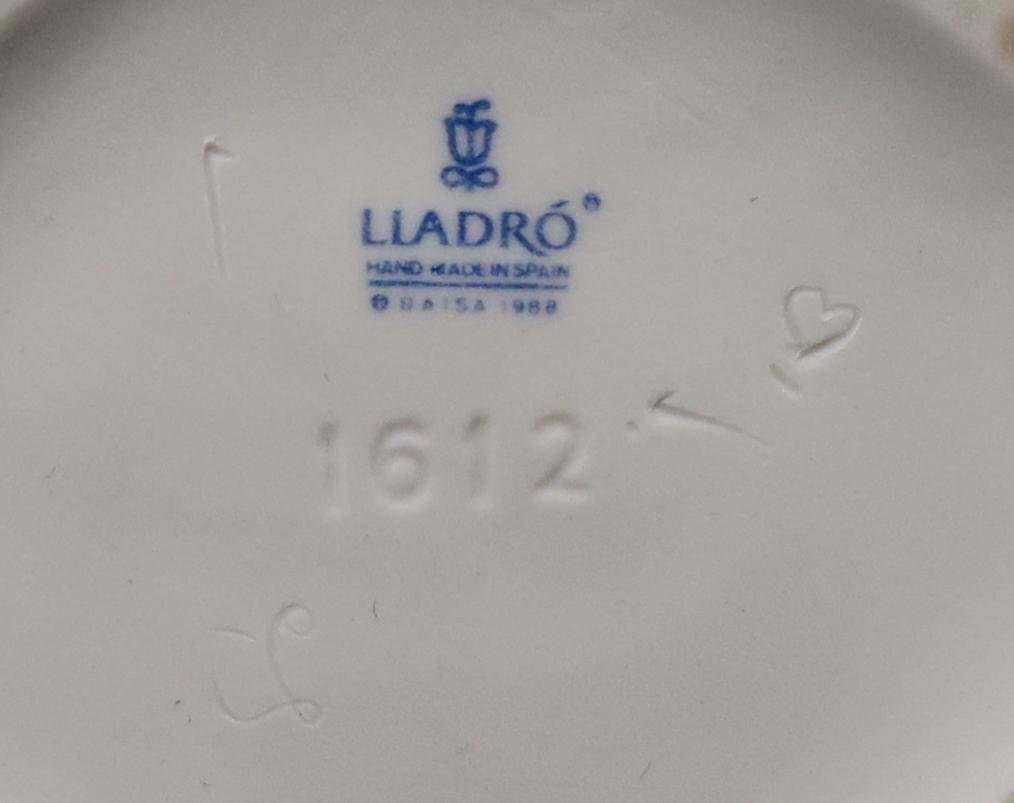 LLADRÓ®
HAND MADE IN SPAIN
© DAISA 1988
1612